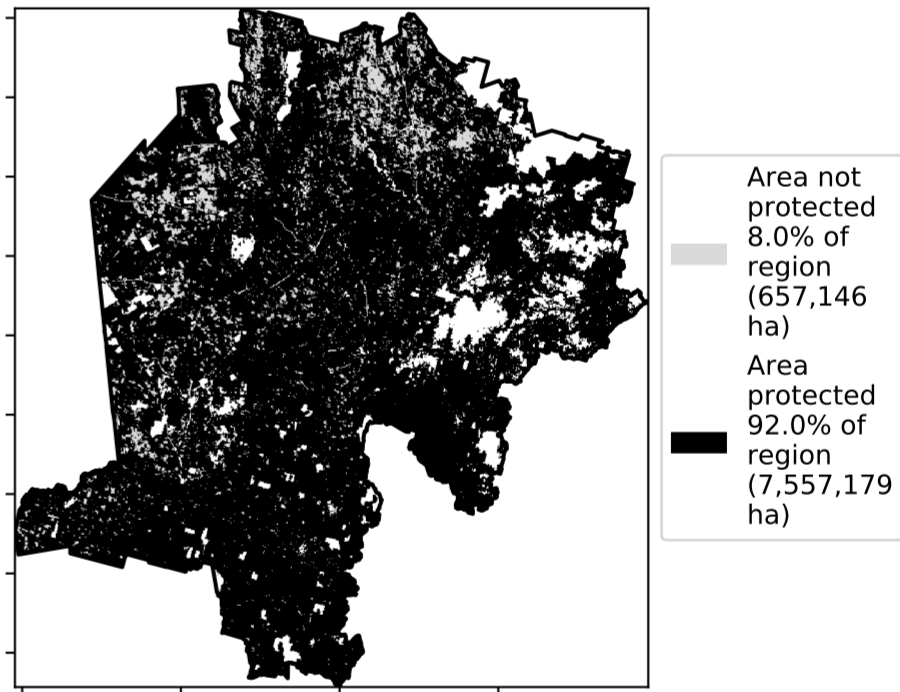 Area not
protected
8.0% of
region
(657,146
ha)
Area
protected
92.0% of
region
(7,557,179
ha)